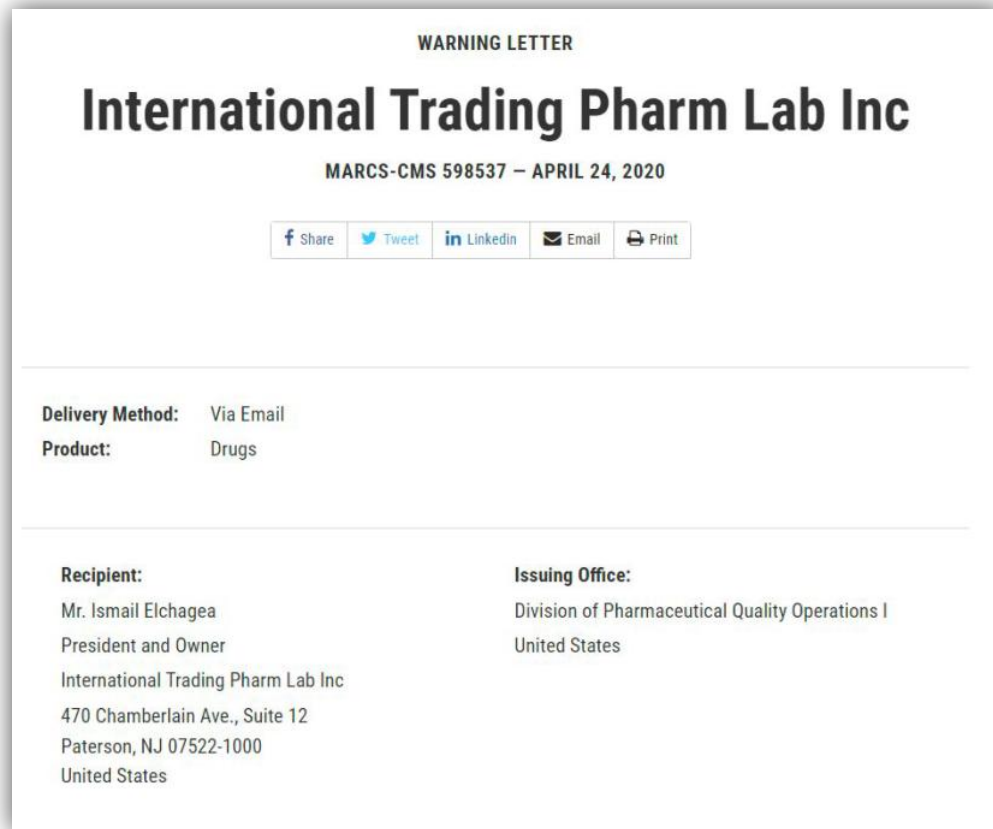 WARNING LETTER
International Trading Pharm Lab Inc
MARCS-CMS 598537 — APRIL 24, 2020
Share Tweet in Linkedin Email Print
Delivery Method: Via Email
Product: Drugs
Recipient:
Mr. Ismail Elchagea
President and Owner
International Trading Pharm Lab Inc
470 Chamberlain Ave., Suite 12
Paterson, NJ 07522-1000
United States
Issuing Office:
Division of Pharmaceutical Quality Operations I
United States